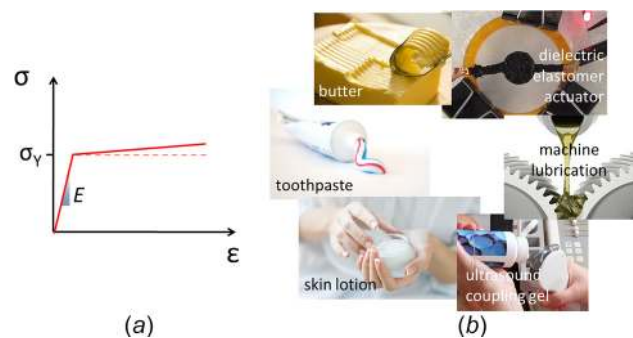 σ
σY
E
ε
(a)
butter
dielectric
elastomer
actuator
toothpaste
machine
lubrication
skin lotion
ultrasound
coupling gel
(b)